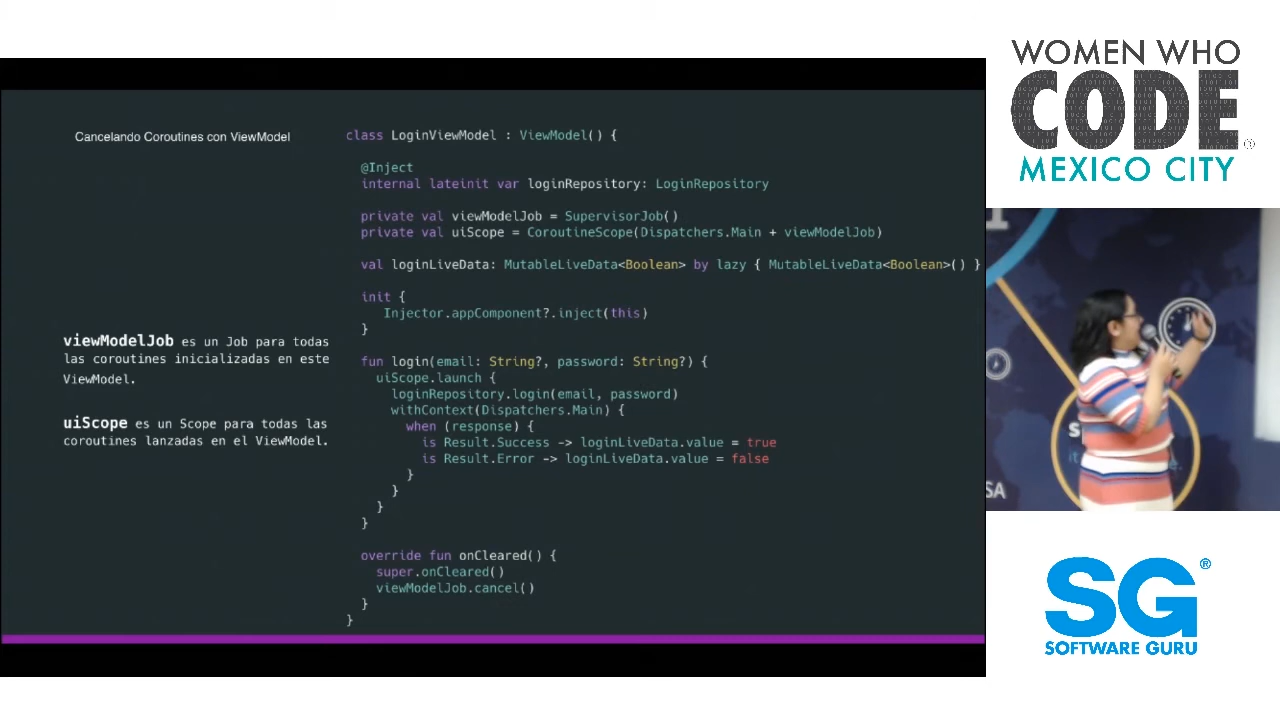 Cancelando Coroutines con ViewModel
viewModelJob es un Job para todas
las coroutines inicializadas en este
ViewModel.
uiScope es un Scope para todas las
coroutines lanzadas en el ViewModel.
class LoginViewModel : ViewModel() {
@Inject
internal lateinit var loginRepository: LoginRepository
private val viewModelJob = SupervisorJob()
private val uiScope = CoroutineScope(Dispatchers.Main + viewModelJob)
val loginLiveData: MutableLiveData<Boolean> by lazy { MutableLiveData<Boolean>() }
init {
Injector.appComponent?.inject(this)
}
fun login(email: String?, password: String?) {
uiScope.launch {
loginRepository.login(email, password)
withContext(Dispatchers.Main) {
when (response) {
is Result.Success -> loginLiveData.value = true
is Result.Error -> loginLiveData.value = false
}
}
}
}
override fun onCleared() {
super.onCleared()
viewModelJob.cancel()
}
}
WOMEN WHO
CODE®
MEXICO CITY
SG®
SOFTWARE GURU